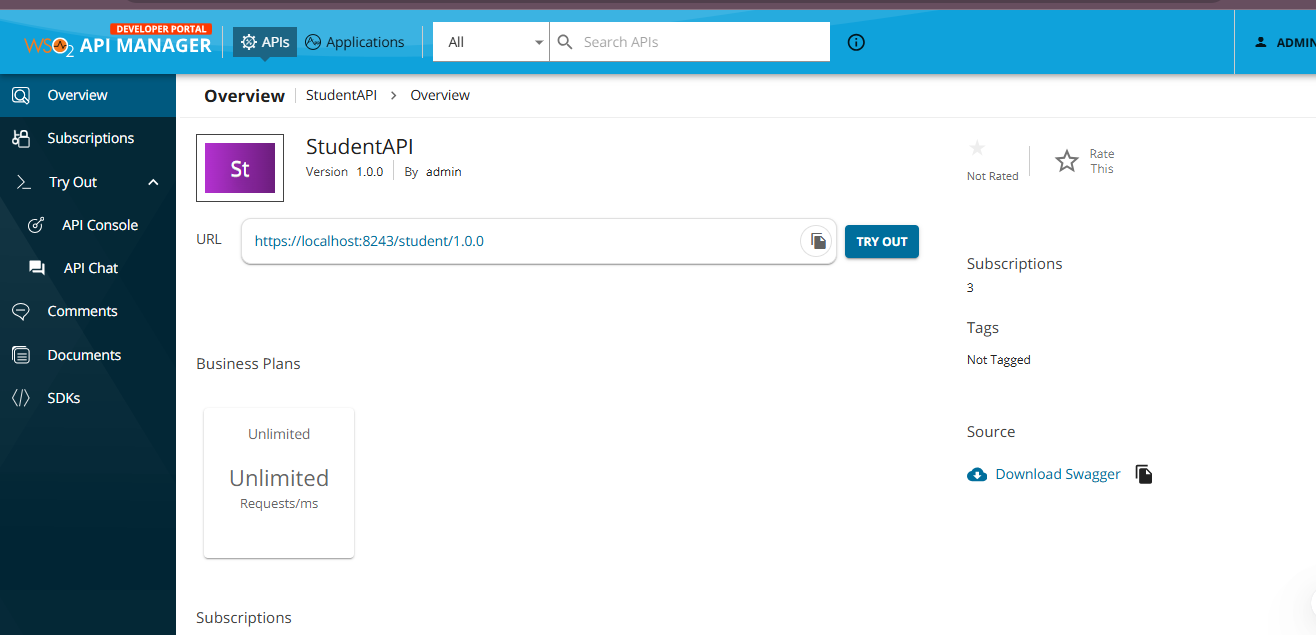 DEVELOPER PORTAL
WSO2 API MANAGER
APIs
Applications
All
Search APIs
ADMIN
Overview
Subscriptions
Try Out
API Console
API Chat
Comments
Documents
SDKs
Overview
StudentAPI > Overview
St
StudentAPI
Version 1.0.0
By admin
Not Rated
Rate
This
URL
https://localhost:8243/student/1.0.0
TRY OUT
Subscriptions
3
Tags
Not Tagged
Source
Download Swagger
Business Plans
Unlimited
Unlimited
Requests/ms
Subscriptions